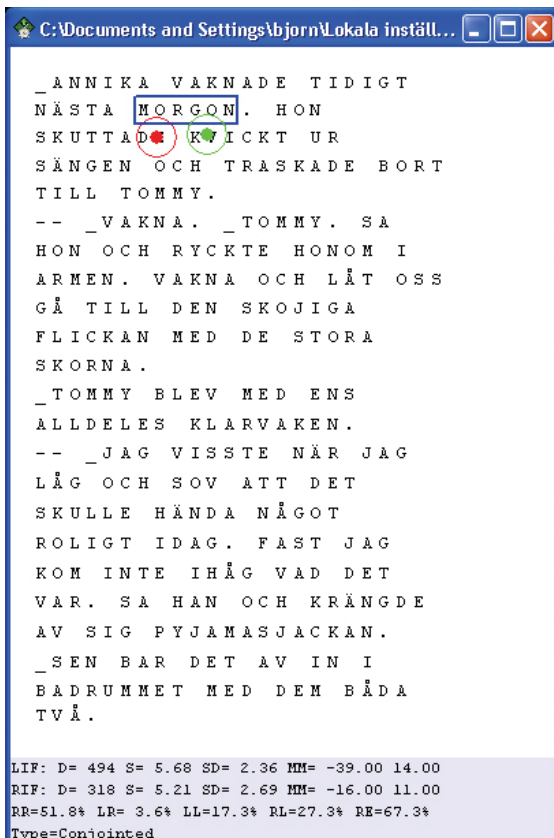 C:\Documents and Settings\bjorn\Lokala inställ...
_ANNIKA VAKNADE TIDIGT
NÄSTA MORGON. HON
SKUTTADE KVICKT UR
SÄNGEN OCH TRASKADE BORT
TILL TOMMY.
-- _VAKNA. _TOMMY. SA
HON OCH RYCKTE HONOM I
ARMEN. VAKNA OCH LÅT OSS
GÅ TILL DEN SKOJIGA
FLICKAN MED DE STORA
SKORNA.
_TOMMY BLEV MED ENS
ALLDELES KLARVAKEN.
-- _JAG VISSTE NÄR JAG
LÅG OCH SOV ATT DET
SKULLE HÄNDA NÅGOT
ROLIGT IDAG. FAST JAG
KOM INTE IHÅG VAD DET
VAR. SA HAN OCH KRÄNGDE
AV SIG PYJAMASJACKAN.
_SEN BAR DET AV IN I
BADRUMMET MED DEM BÅDA
TVÅ.
LIF: D= 494 S= 5.68 SD= 2.36 MM= -39.00 14.00
RIF: D= 318 S= 5.21 SD= 2.69 MM= -16.00 11.00
RR=51.8% LR= 3.6% LL=17.3% RL=27.3% RE=67.3%
Type=Conjointed